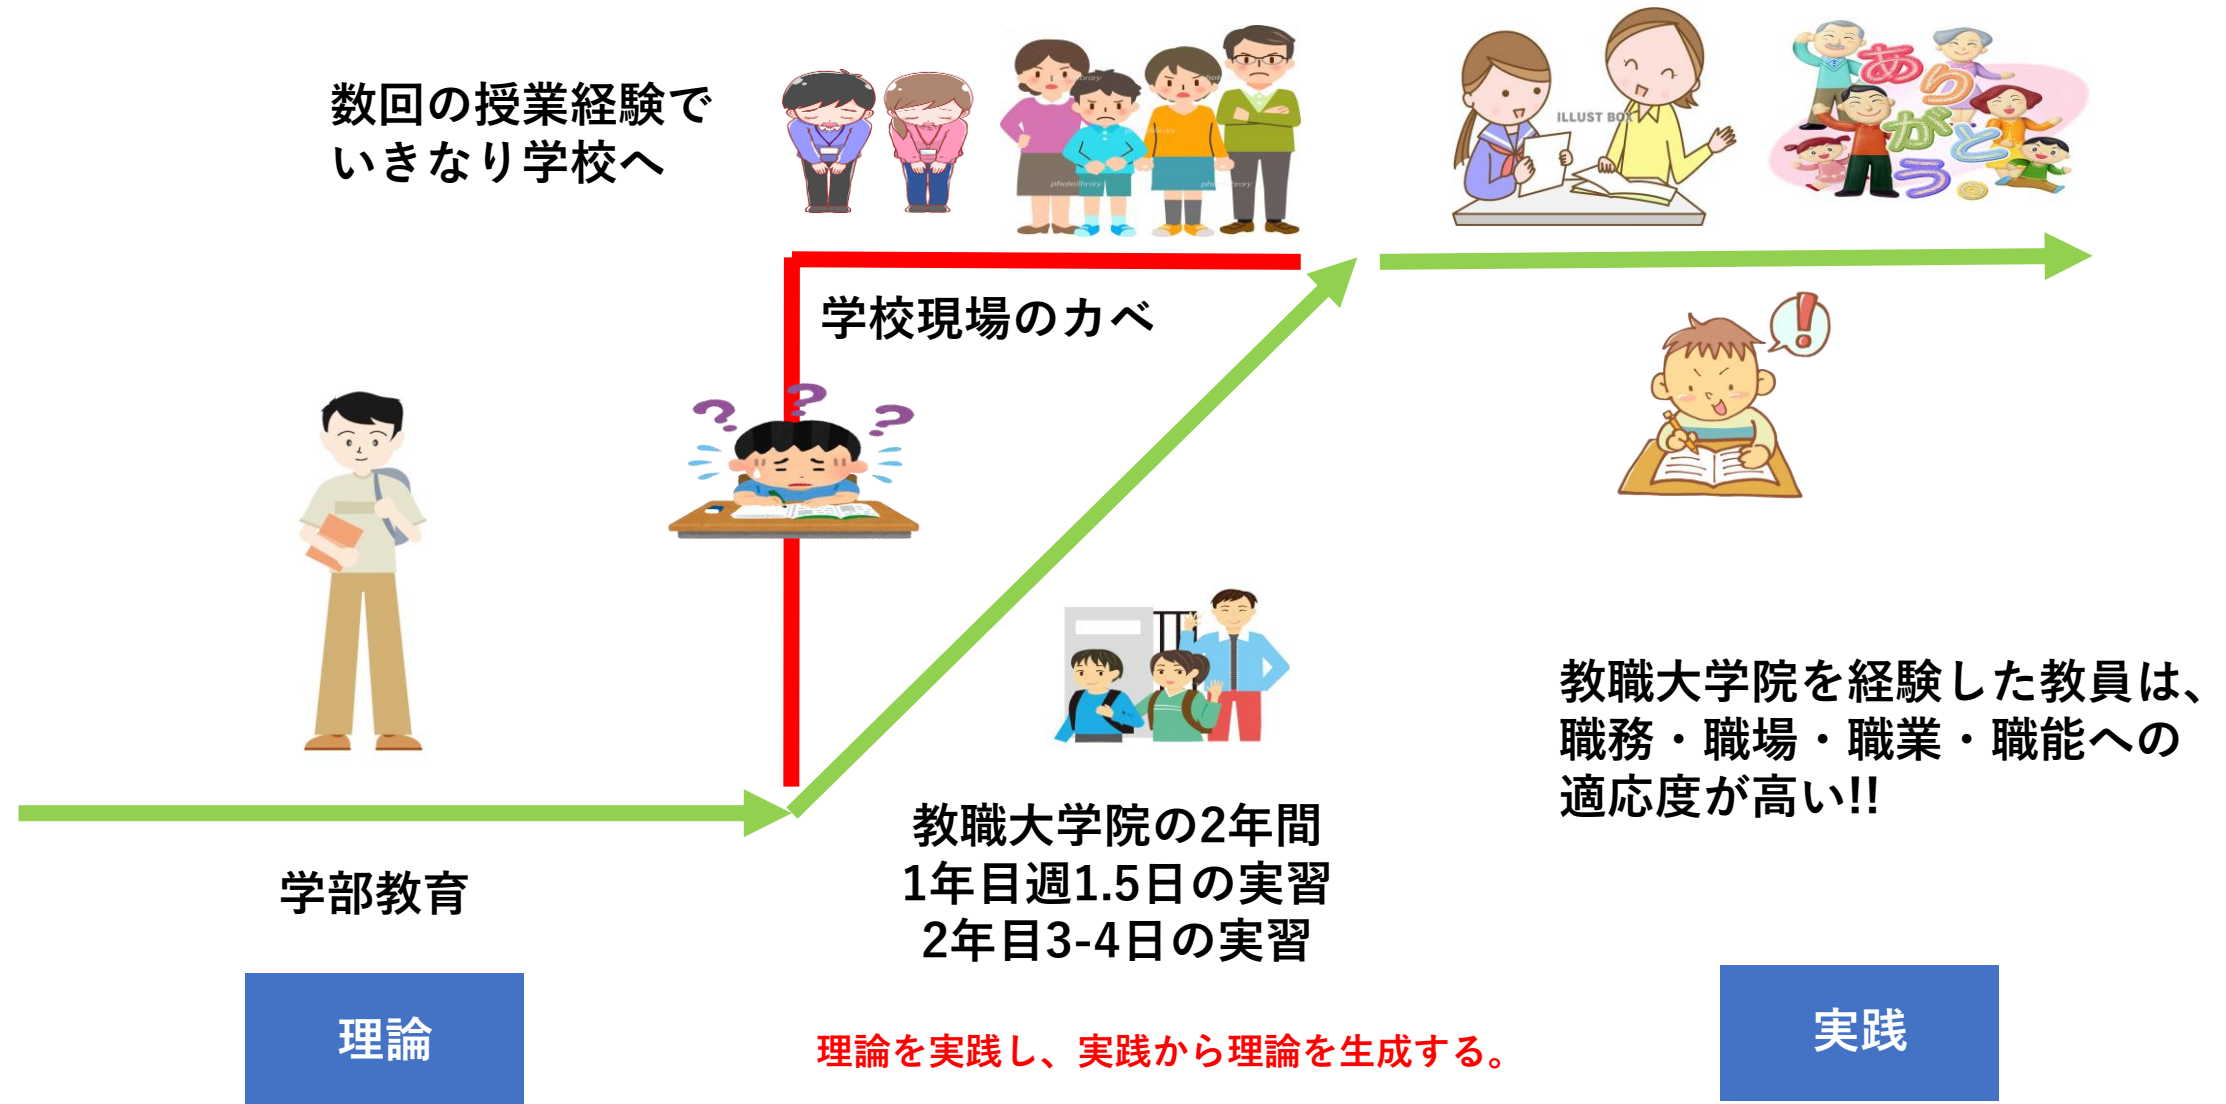 数回の授業経験で
いきなり学校へ
ILLUST BOX
ありがとう。
photolibrary
学校現場のカベ
? ? ?
!
教職大学院を経験した教員は、
職務・職場・職業・職能への
適応度が高い!!
教職大学院の2年間
1年目週1.5日の実習
2年目3-4日の実習
学部教育
理論
理論を実践し、実践から理論を生成する。
実践